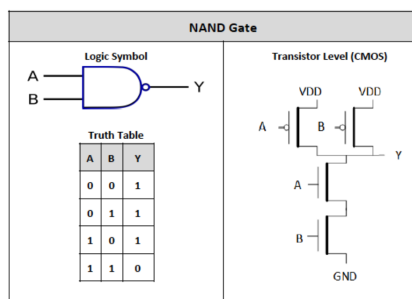 NAND Gate
Logic Symbol
A
B
Y
Truth Table
A B Y
0 0 1
0 1 1
1 0 1
1 1 0
Transistor Level (CMOS)
VDD VDD
A B
Y
A
B
GND